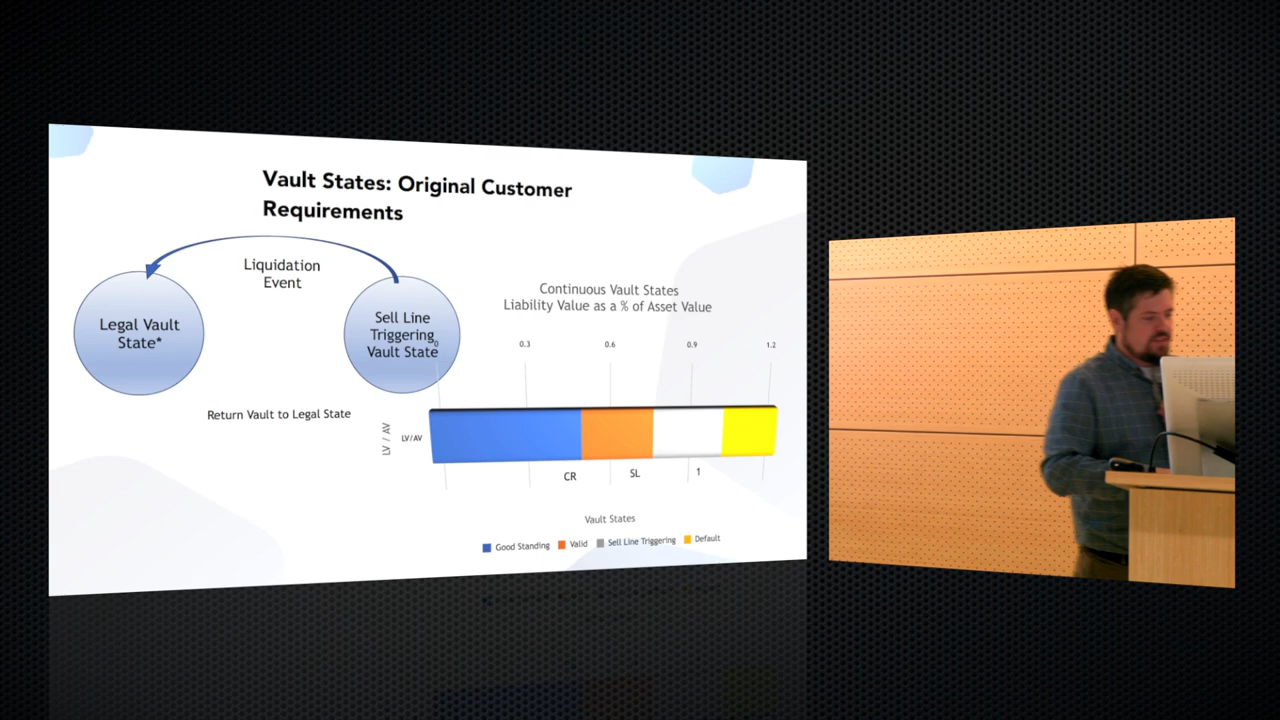 Vault States: Original Customer
Requirements
Liquidation
Event
Legal Vault
State*
Sell Line
Triggering
Vault State
Return Vault to Legal State
Continuous Vault States
Liability Value as a % of Asset Value
0
0.3
0.6
0.9
1.2
LV / AV
LV/AV
CR
SL
1
Vault States
Good Standing
Valid
Sell Line Triggering
Default